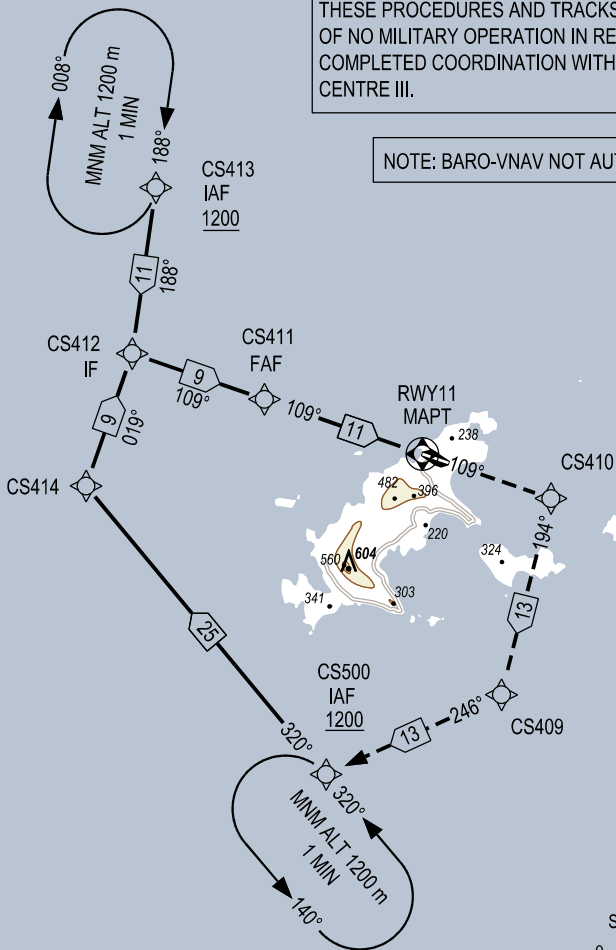 THESE PROCEDURES AND TRACKS
OF NO MILITARY OPERATION IN RE
COMPLETED COORDINATION WITH
CENTRE III.
NOTE: BARO-VNAV NOT AUT
008°
MNM ALT 1200 m
1 MIN
188°
CS413
IAF
1200
11
188°
CS412
IF
CS411
FAF
9
109°
109°
11
RWY11
MAPT
238
109°
CS410
9
019°
CS414
482
396
220
194°
324
560
604
13
341
303
25
CS500
IAF
1200
246°
CS409
13
320°
320°
MNM ALT 1200 m
1 MIN
140°
S
0